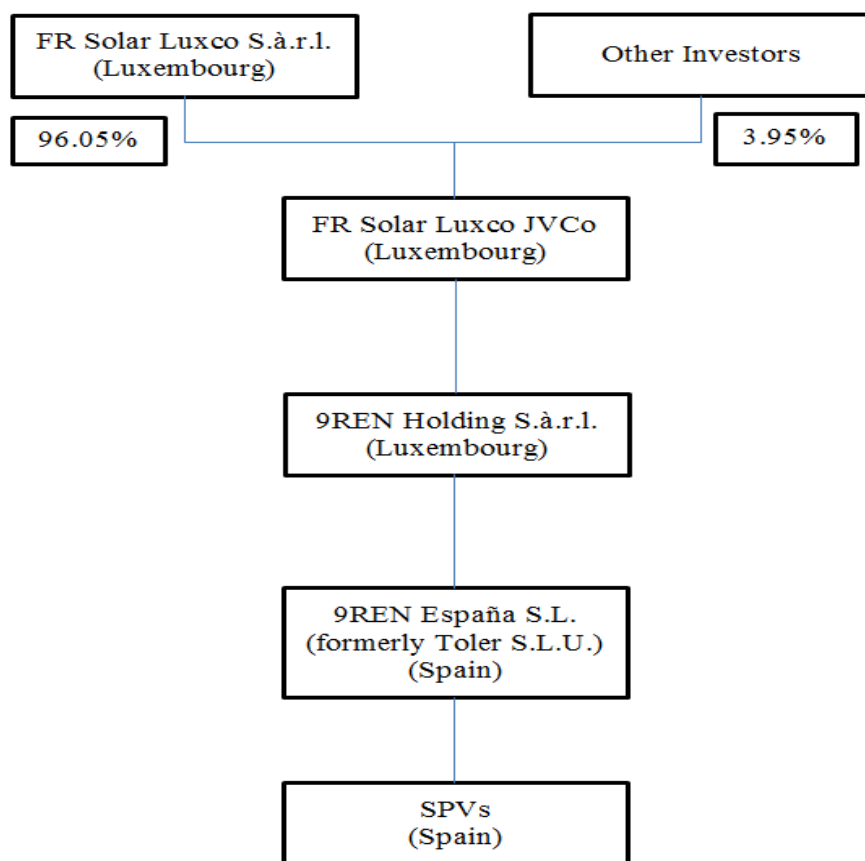 FR Solar Luxco S.à.r.l.
(Luxembourg)
Other Investors
96.05%
3.95%
FR Solar Luxco JVCo
(Luxembourg)
9REN Holding S.à.r.l.
(Luxembourg)
9REN España S.L.
(formerly Toler S.L.U.)
(Spain)
SPVs
(Spain)